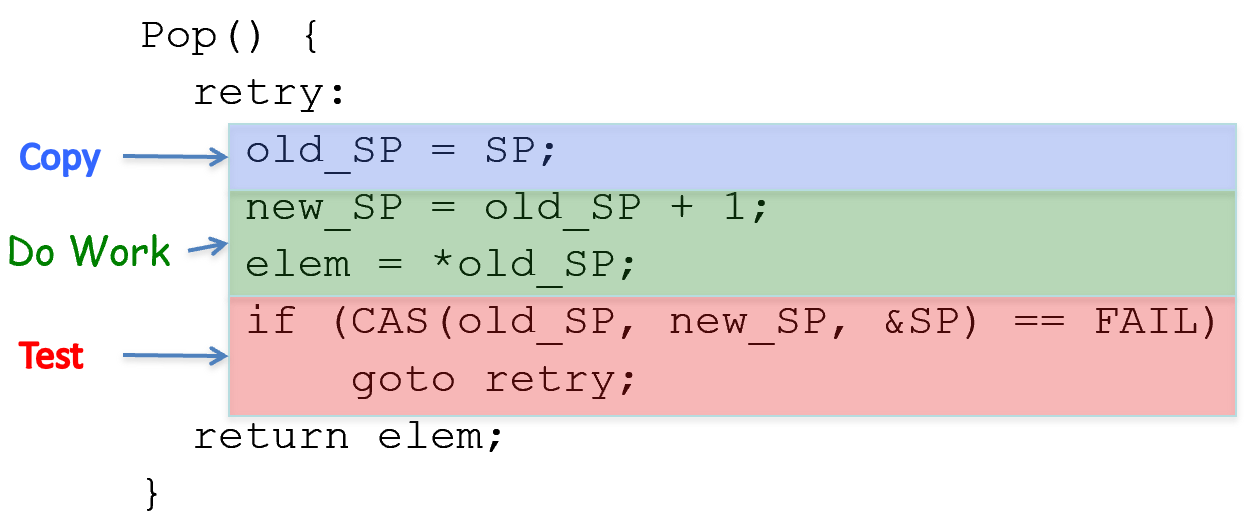 Pop() {
retry:
Copy
old_SP = SP;
new_SP = old_SP + 1;
Do Work
elem = *old_SP;
if (CAS(old_SP, new_SP, &SP) == FAIL)
Test
goto retry;
return elem;
}